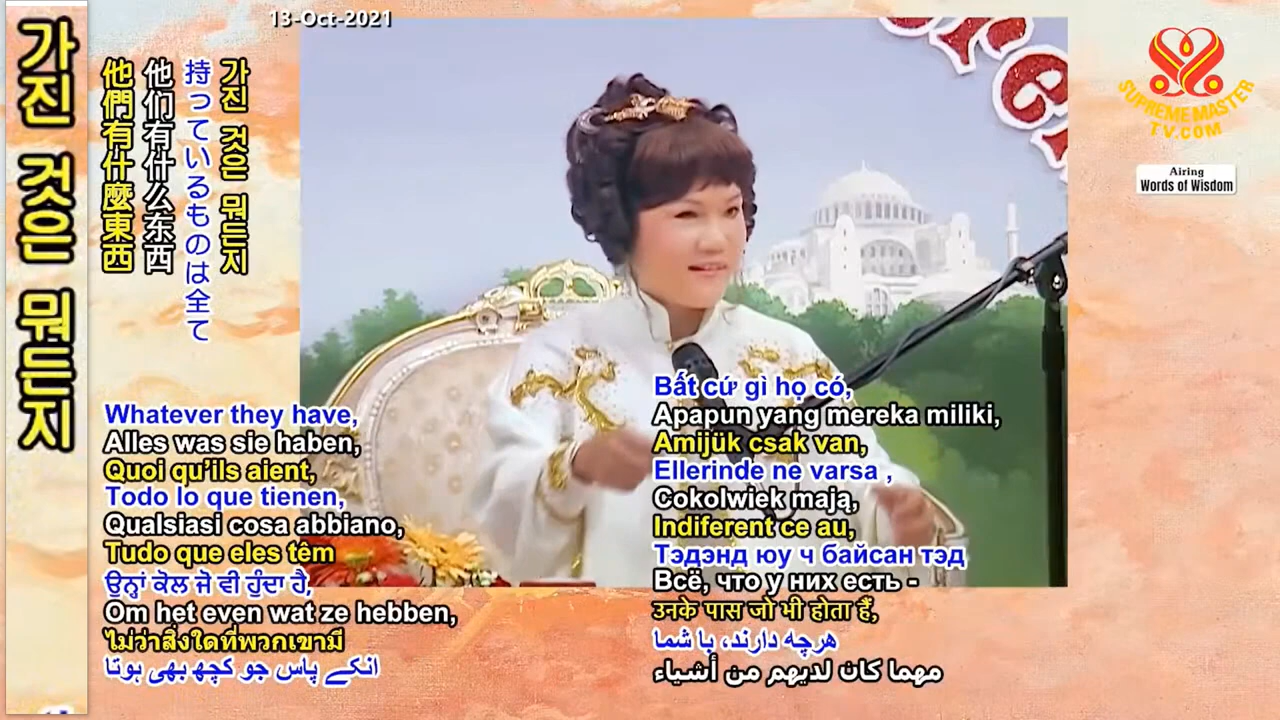 13-Oct-2021
가진 것은 뭐든지
他們有什麼東西
他们有什么东西
持っているものは全て
가진 것은 뭐든지
SUPREME MASTER
TV.COM
Airing
Words of Wisdom
Whatever they have,
Alles was sie haben,
Quoi qu’ils aient,
Todo lo que tienen,
Qualsiasi cosa abbiano,
Tudo que eles têm
ਉਨ੍ਹਾਂ ਕੋਲ ਜੋ ਵੀ ਹੁੰਦਾ ਹੈ,
Om het even wat ze hebben,
ไม่ว่าสิ่งใดที่พวกเขามี
انکے پاس جو کچھ بھی ہوتا
Bất cứ gì họ có,
Apapun yang mereka miliki,
Amijük csak van,
Ellerinde ne varsa ,
Cokolwiek mają,
Indiferent ce au,
Тэдэнд юу ч байсан тэд
Всё, что у них есть -
उनके पास जो भी होता हैं,
هرچه دارند، با شما
مهما كان لديهم من أشياء